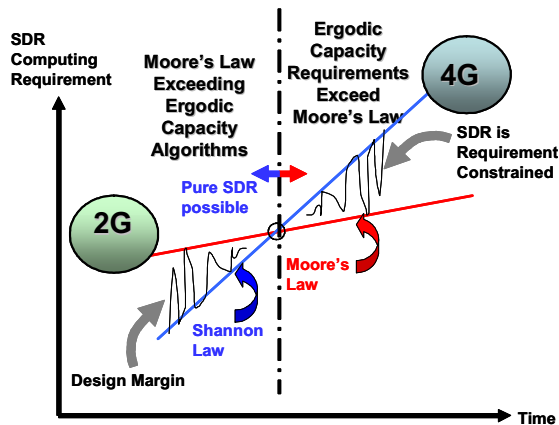 SDR
Computing
Requirement
Moore's Law
Exceeding
Ergodic
Capacity
Algorithms
Ergodic
Capacity
Requirements
Exceed
Moore's Law
4G
SDR is
Requirement
Constrained
Pure SDR
possible
2G
Moore's
Law
Shannon
Law
Design Margin
Time